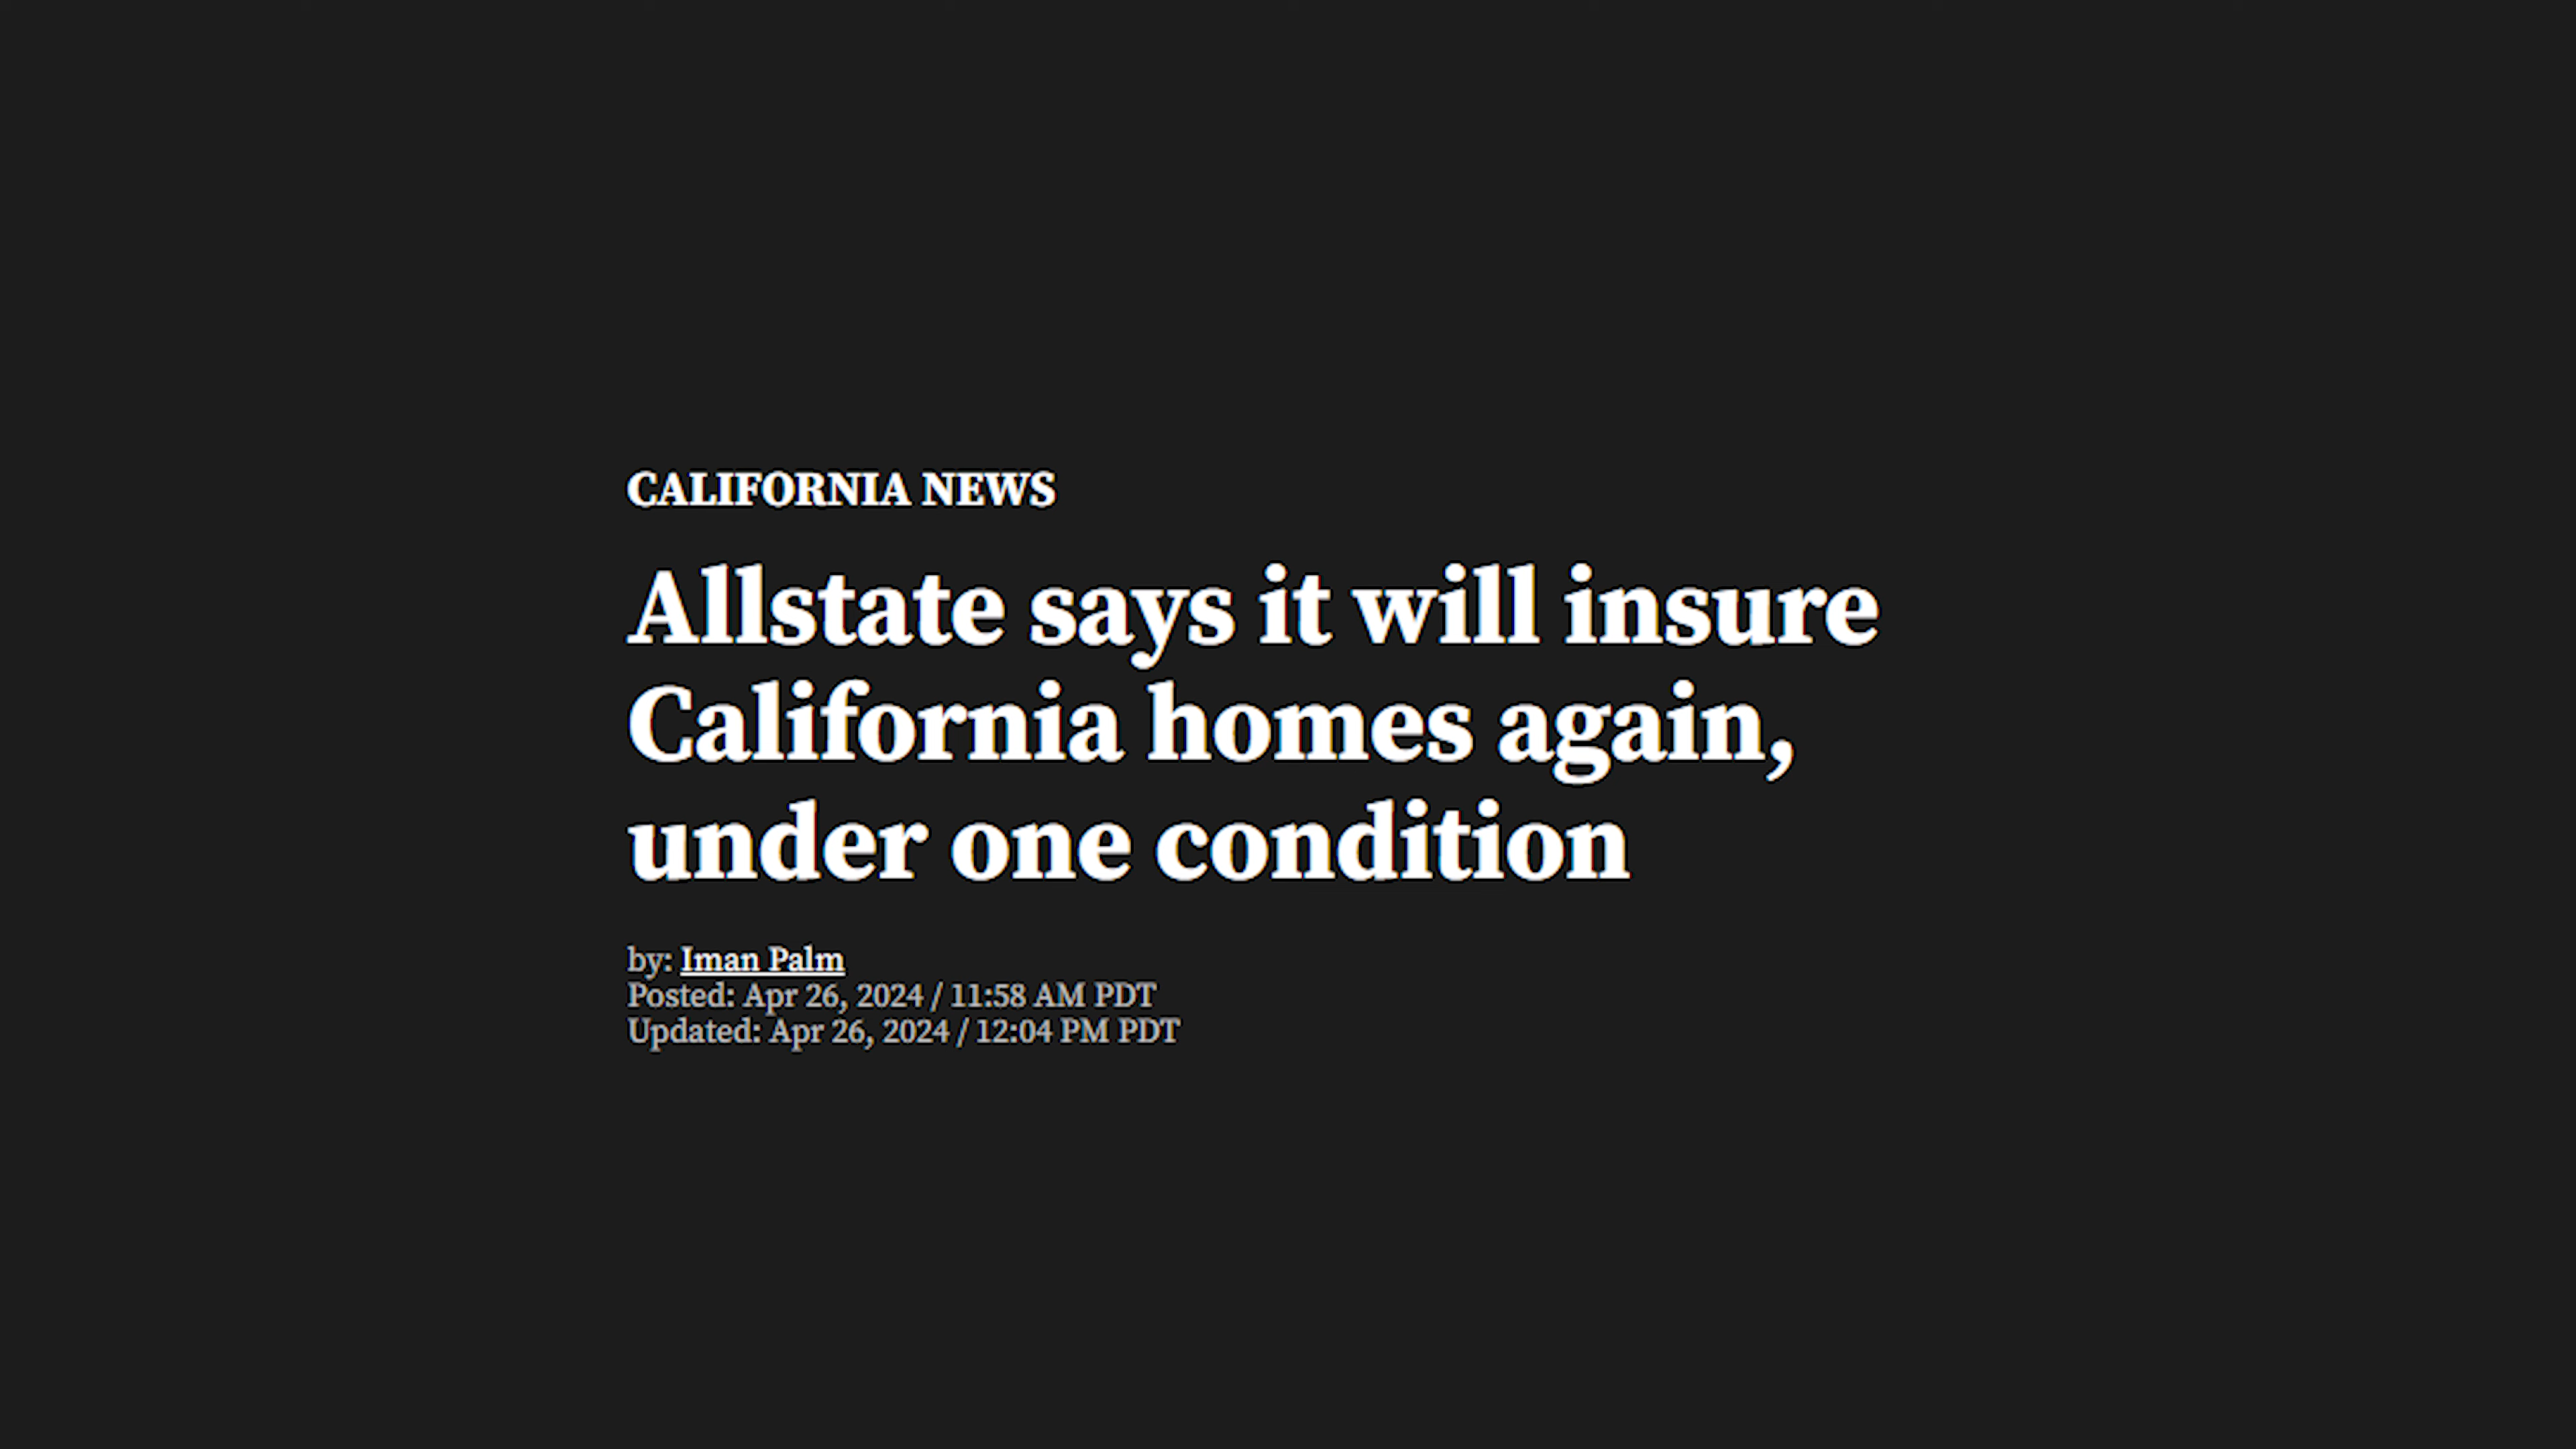 CALIFORNIA NEWS
Allstate says it will insure
California homes again,
under one condition
by: Iman Palm
Posted: Apr 26, 2024 / 11:58 AM PDT
Updated: Apr 26, 2024 / 12:04 PM PDT